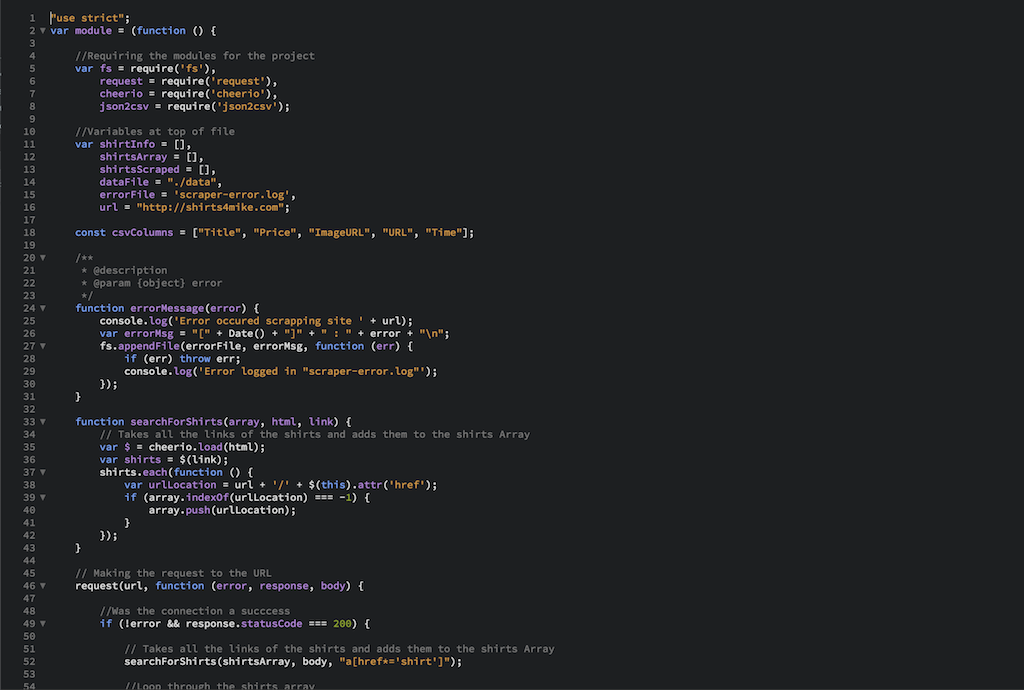 1 "use strict";
2 var module = (function () {
3
4 //Requiring the modules for the project
5 var fs = require('fs'),
6 request = require('request'),
7 cheerio = require('cheerio'),
8 json2csv = require('json2csv');
9
10 //Variables at top of file
11 var shirtInfo = [],
12 shirtsArray = [],
13 shirtsScraped = [],
14 dataFile = "./data",
15 errorFile = 'scraper-error.log',
16 url = "http://shirts4mike.com";
17
18 const csvColumns = ["Title", "Price", "ImageURL", "URL", "Time"];
19
20 /**
21 * @description
22 * @param {object} error
23 */
24 function errorMessage(error) {
25 console.log('Error occured scrapping site ' + url);
26 var errorMsg = "[" + Date() + "]" + " : " + error + "\n";
27 fs.appendFile(errorFile, errorMsg, function (err) {
28 if (err) throw err;
29 console.log('Error logged in "scraper-error.log"');
30 });
31 }
32
33 function searchForShirts(array, html, link) {
34 // Takes all the links of the shirts and adds them to the shirts Array
35 var $ = cheerio.load(html);
36 var shirts = $(link);
37 shirts.each(function () {
38 var urlLocation = url + '/' + $(this).attr('href');
39 if (array.indexOf(urlLocation) === -1) {
40 array.push(urlLocation);
41 }
42 });
43 }
44
45 // Making the request to the URL
46 request(url, function (error, response, body) {
47
48 //Was the connection a succcess
49 if (!error && response.statusCode === 200) {
50
51 // Takes all the links of the shirts and adds them to the shirts Array
52 searchForShirts(shirtsArray, body, "a[href*='shirt']");
53
54 //Loop through the shirts array